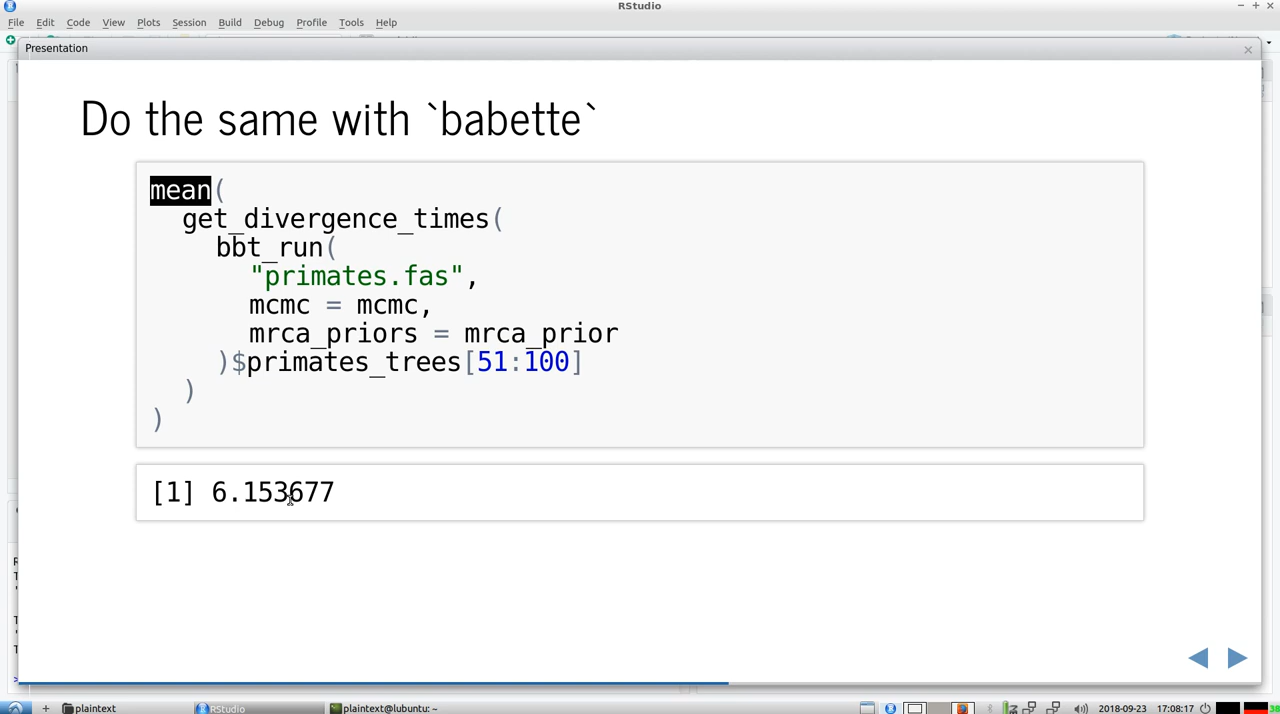 RStudio
File Edit Code View Plots Session Build Debug Profile Tools Help
Presentation
Do the same with `babette`
mean(
get_divergence_times(
bbt_run(
"primates.fas",
mcmc = mcmc,
mrca_priors = mrca_prior
)$primates_trees[51:100]
)
)
[1] 6.153677
plaintext RStudio plaintext@lubuntu: ~ 2018-09-23 17:08:17